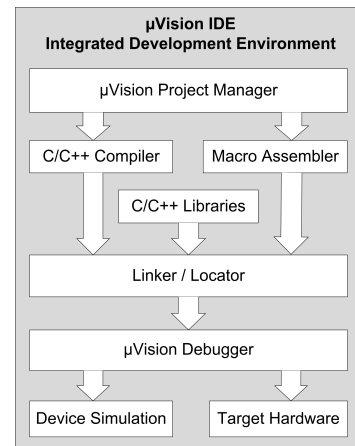 µVision IDE
Integrated Development Environment
µVision Project Manager
C/C++ Compiler
Macro Assembler
C/C++ Libraries
Linker / Locator
µVision Debugger
Device Simulation
Target Hardware